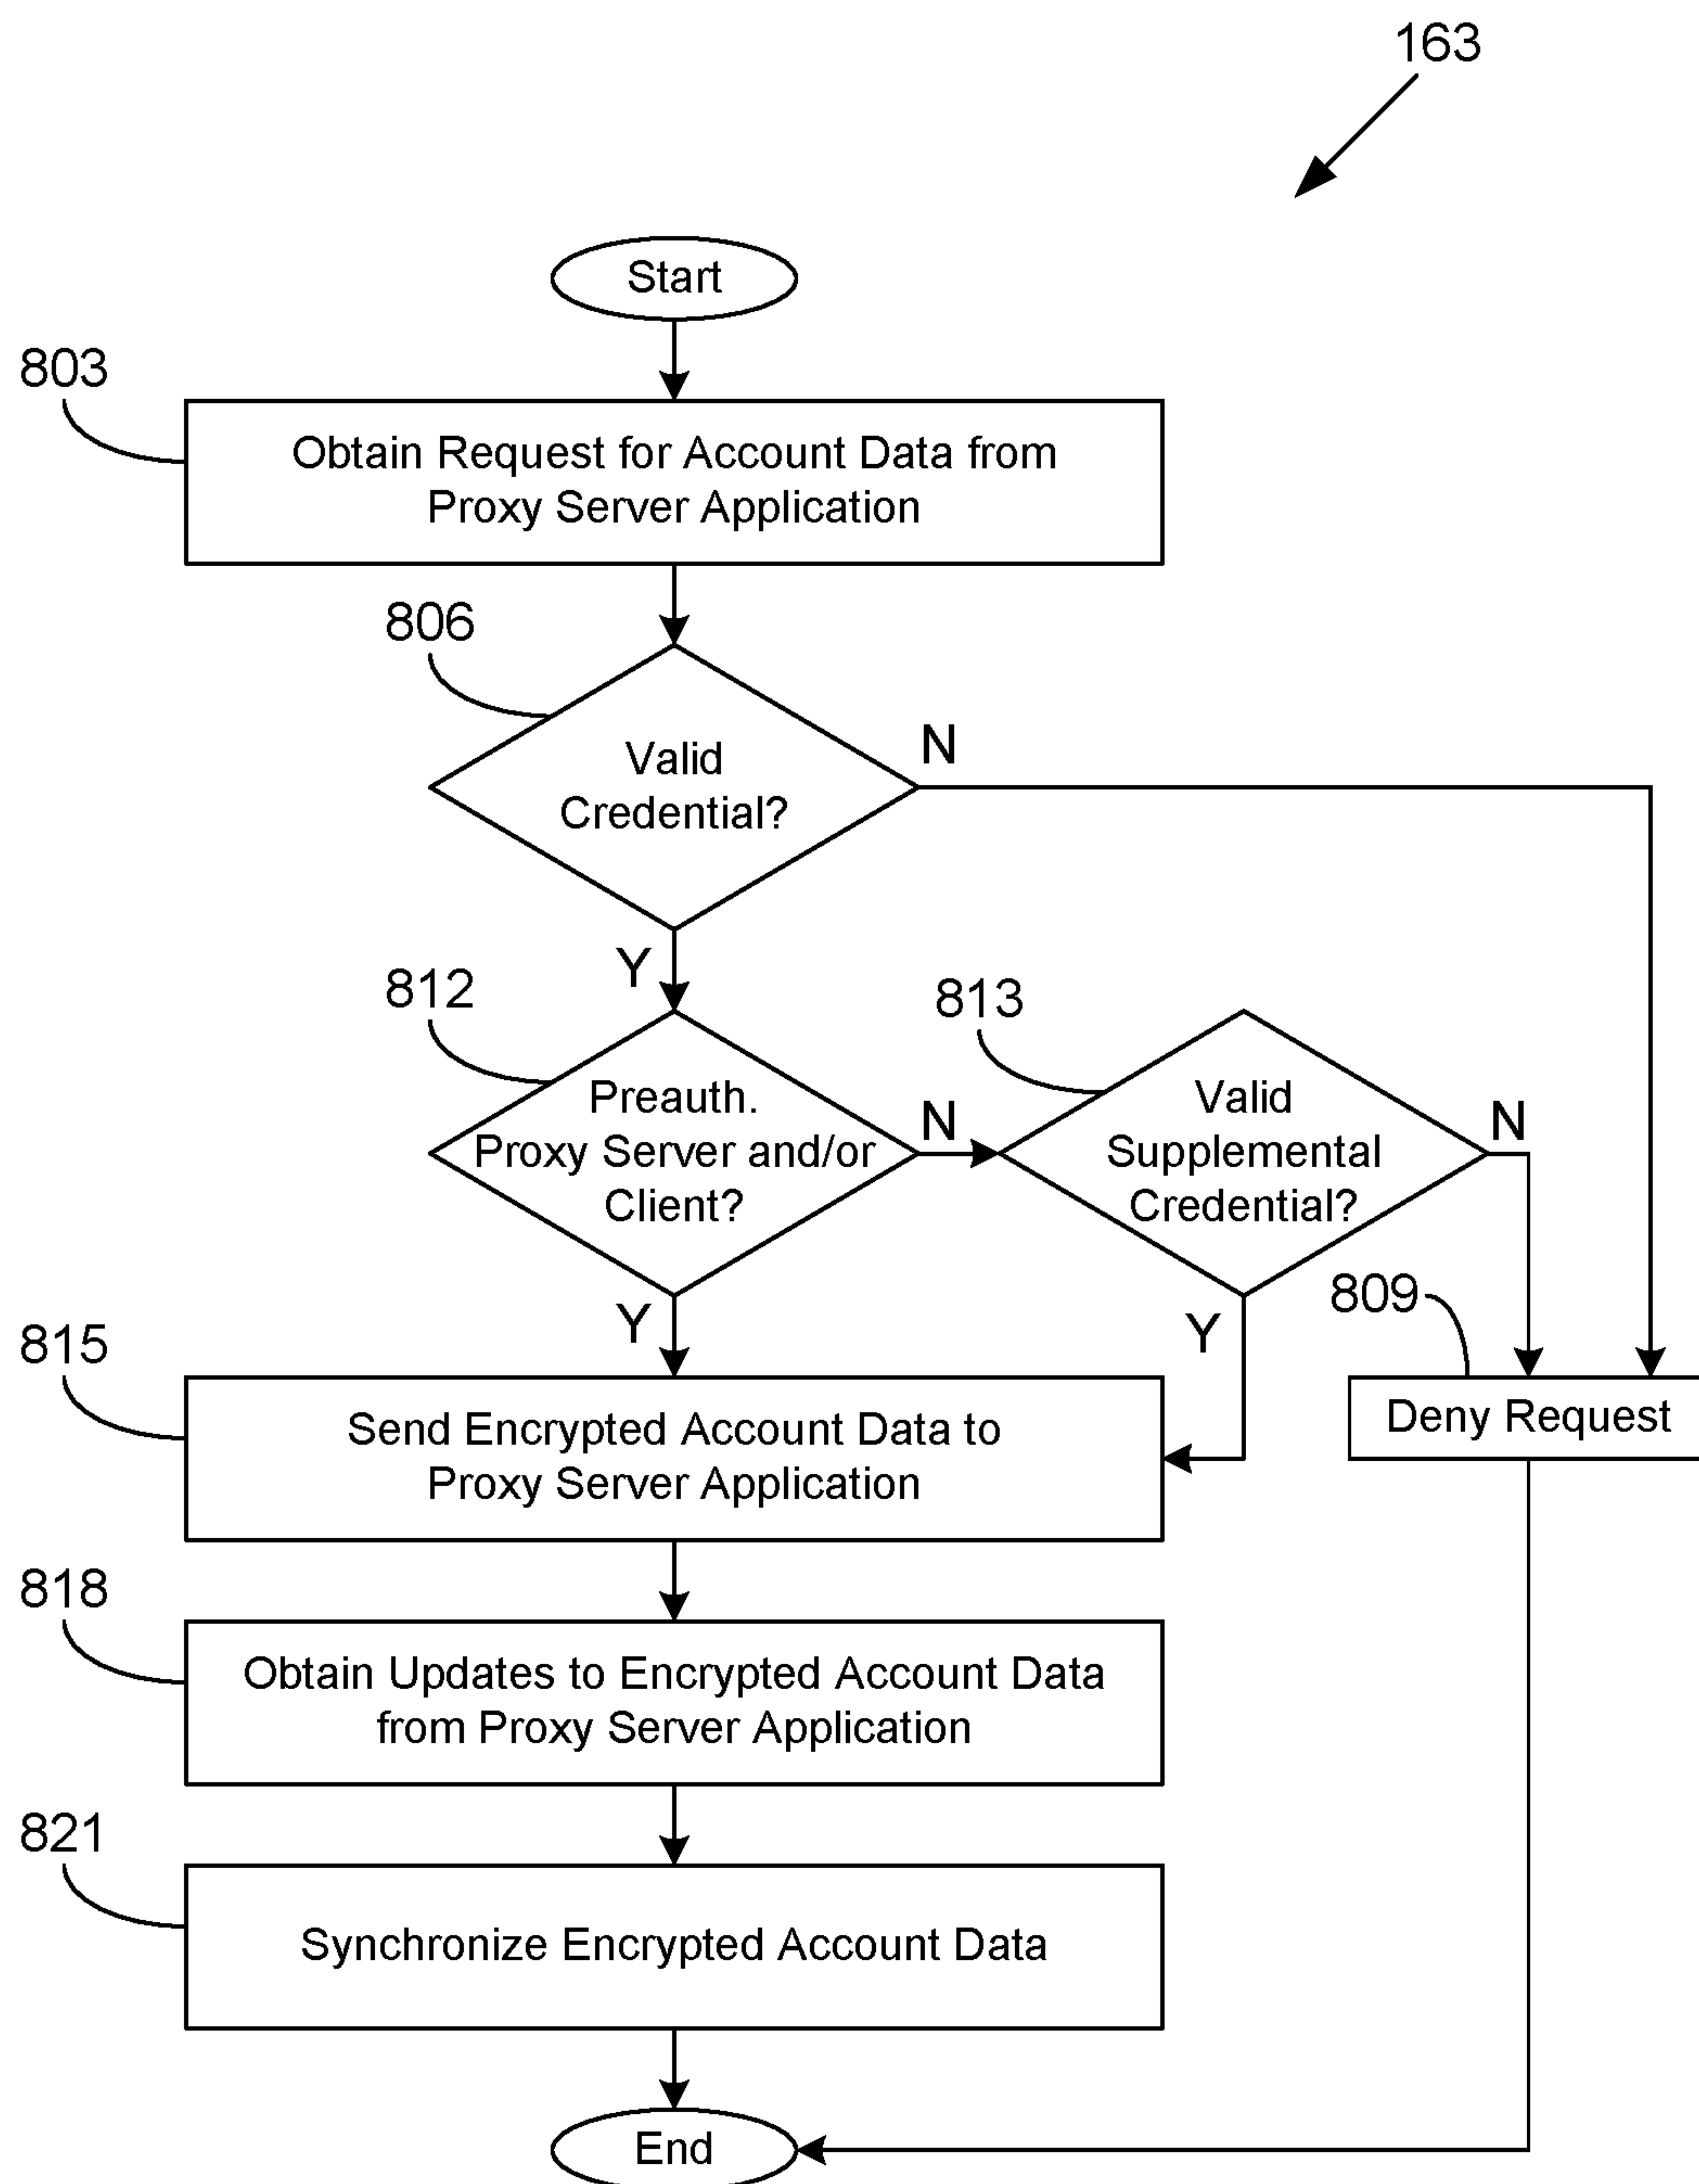 163
Start
803
Obtain Request for Account Data from
Proxy Server Application
806
Valid
Credential?
N
Y
812
Preauth.
Proxy Server and/or
Client?
N
813
Valid
Supplemental
Credential?
N
Y
Y
809
Deny Request
815
Send Encrypted Account Data to
Proxy Server Application
818
Obtain Updates to Encrypted Account Data
from Proxy Server Application
821
Synchronize Encrypted Account Data
End